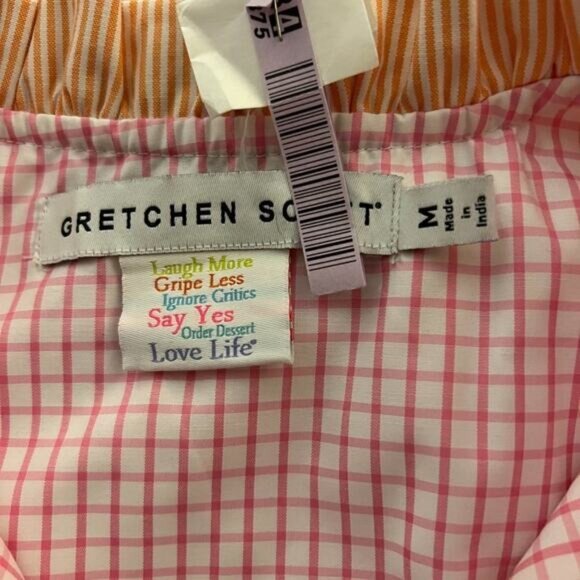 GRETCHEN SCOTT®
M
Made
in
India
Laugh More
Gripe Less
Ignore Critics
Say Yes
Order Dessert
Love Life®